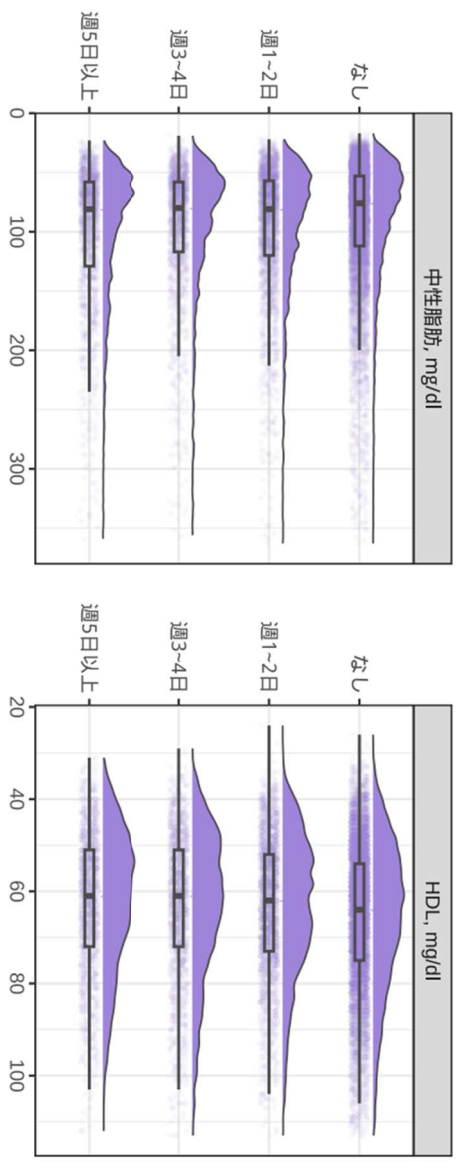 中性脂肪, mg/dl
なし
週1~2日
週3~4日
週5日以上
0
100
200
300
HDL, mg/dl
なし
週1~2日
週3~4日
週5日以上
20
40
60
80
100